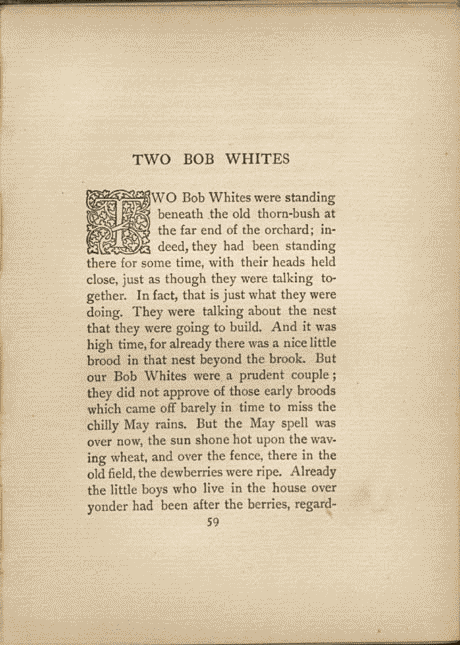 TWO BOB WHITES
TWO Bob Whites were standing
beneath the old thorn-bush at
the far end of the orchard; in-
deed, they had been standing
there for some time, with their heads held
close, just as though they were talking to-
gether. In fact, that is just what they were
doing. They were talking about the nest
that they were going to build. And it was
high time, for already there was a nice little
brood in that nest beyond the brook. But
our Bob Whites were a prudent couple;
they did not approve of those early broods
which came off barely in time to miss the
chilly May rains. But the May spell was
over now, the sun shone hot upon the wav-
ing wheat, and over the fence, there in the
old field, the dewberries were ripe. Already
the little boys who live in the house over
yonder had been after the berries, regard-
59